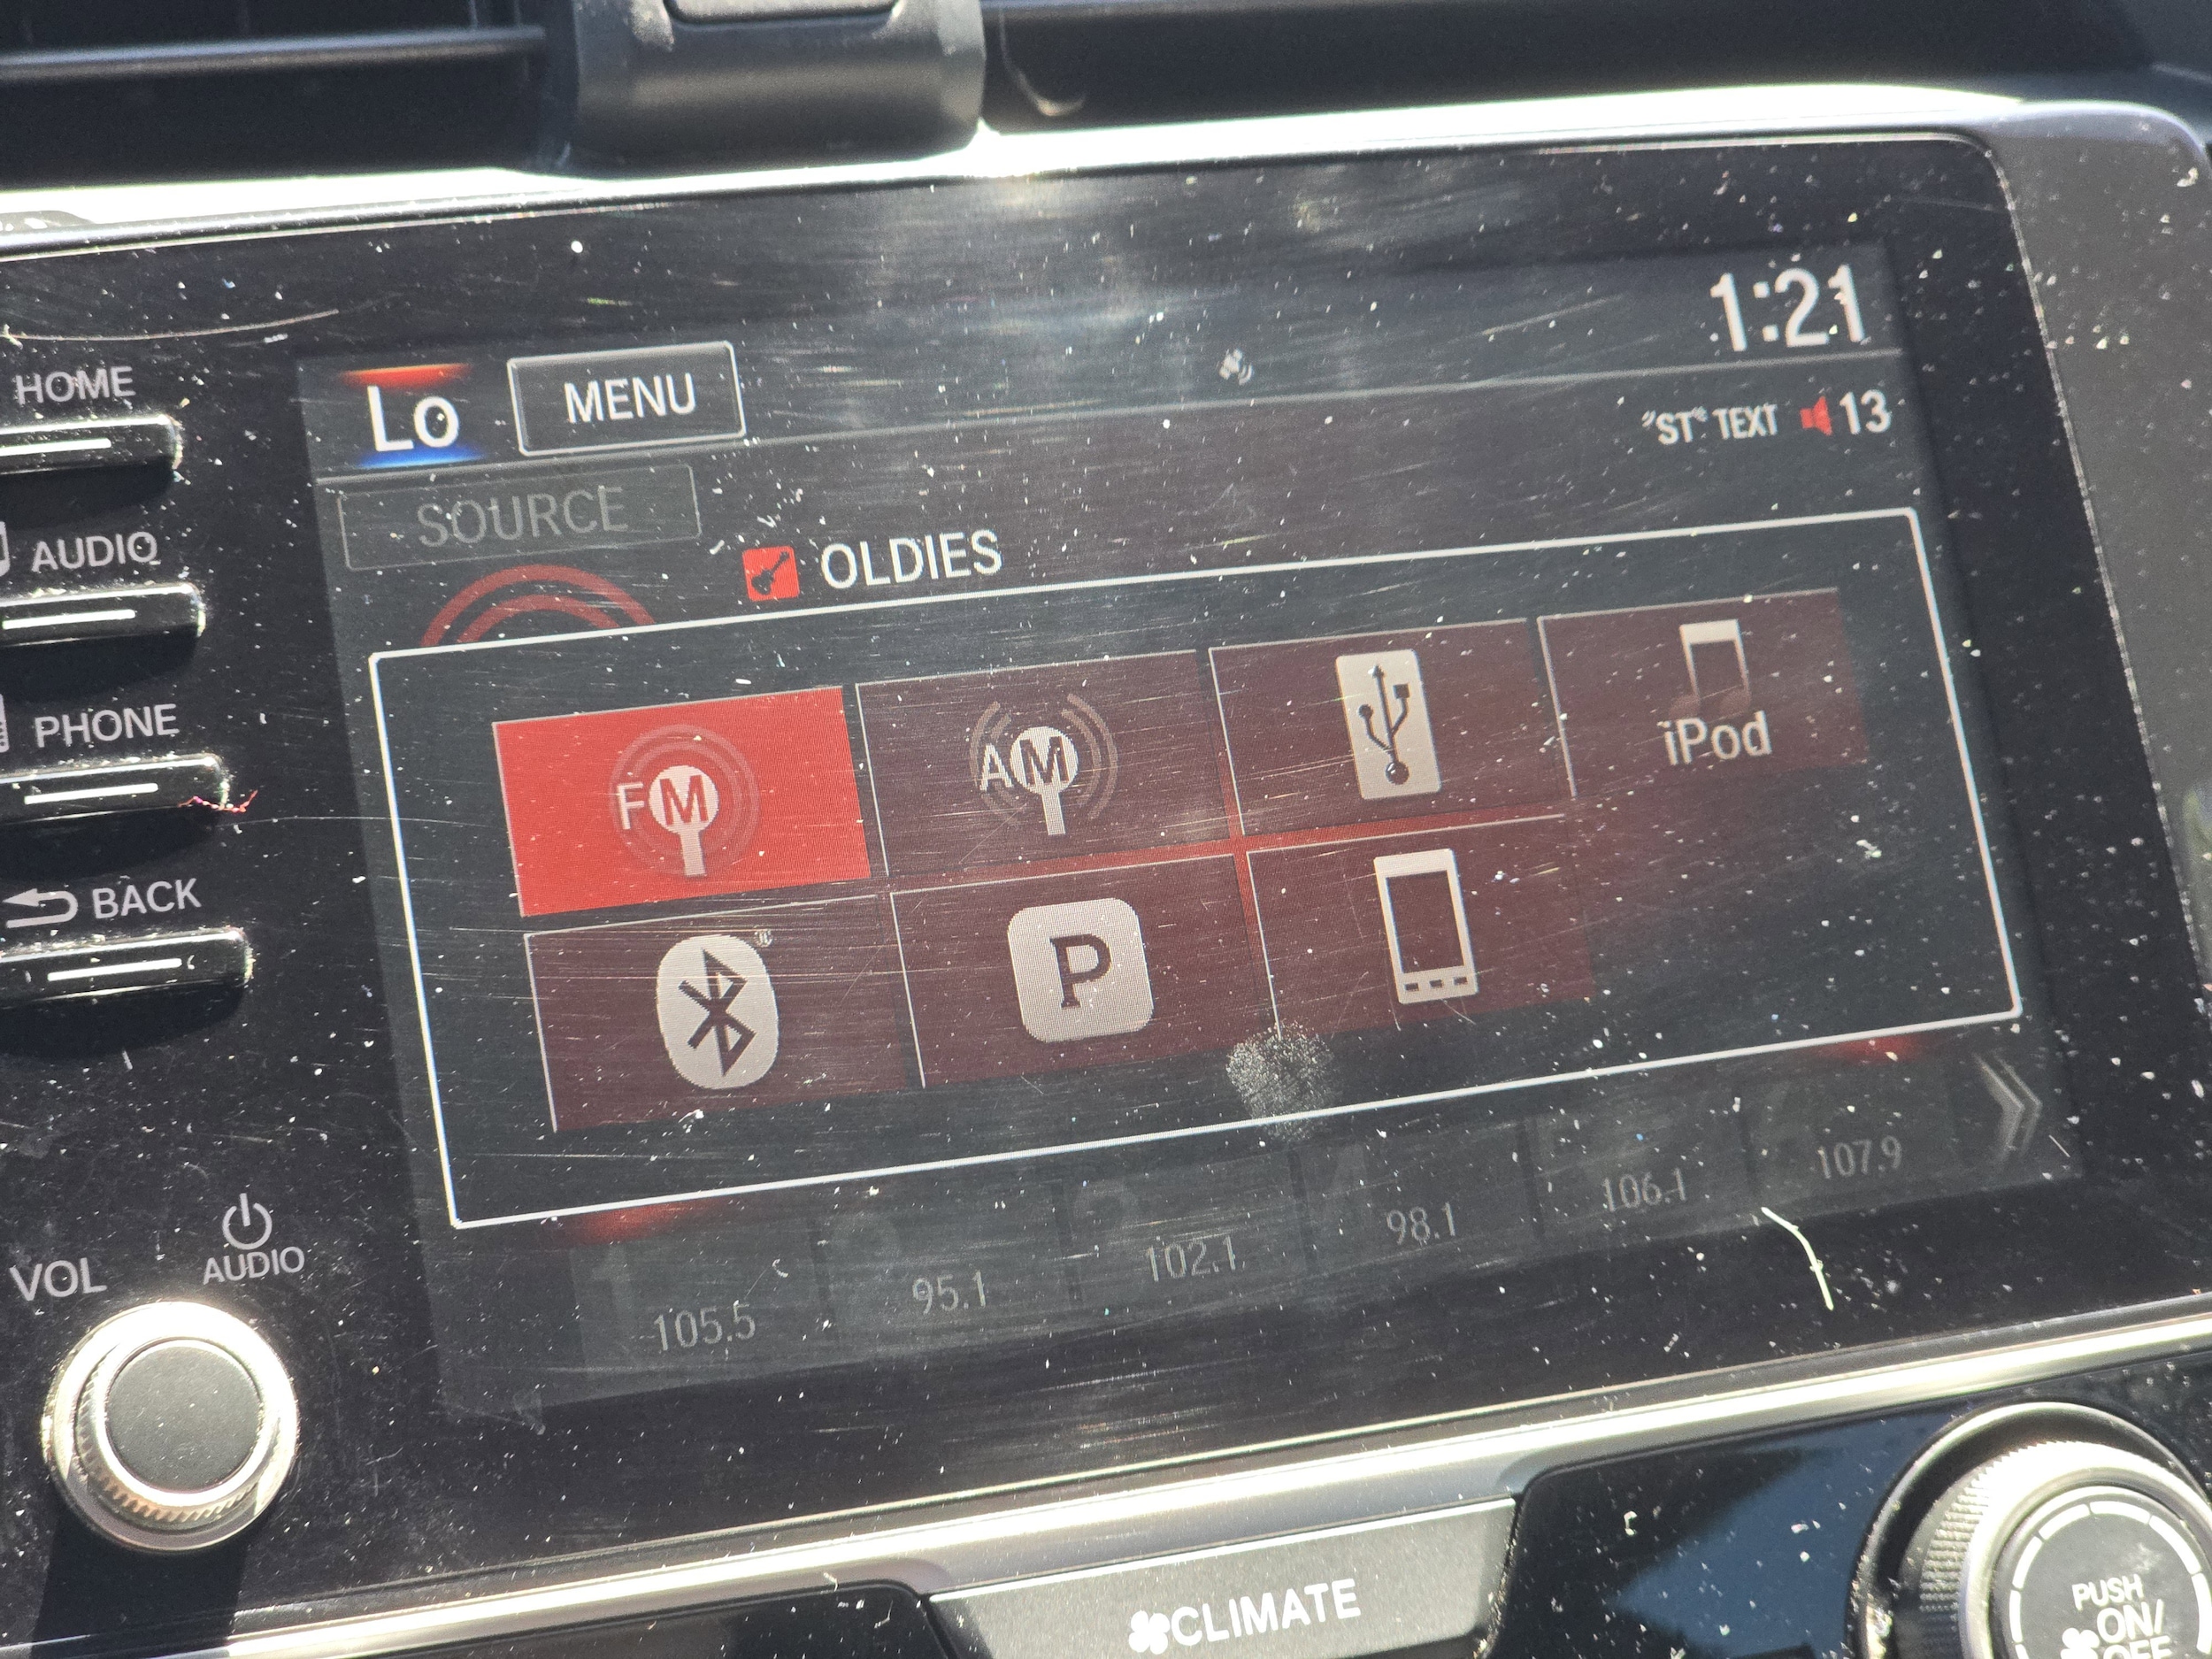 1:21
HOME
Lo
MENU
"ST" TEXT 13
SOURCE
AUDIO
OLDIES
PHONE
FM
AM
iPod
BACK
P
VOL
AUDIO
105.5
95.1
102.1
98.1
106.1
107.9
CLIMATE
PUSH
ON/
OFF